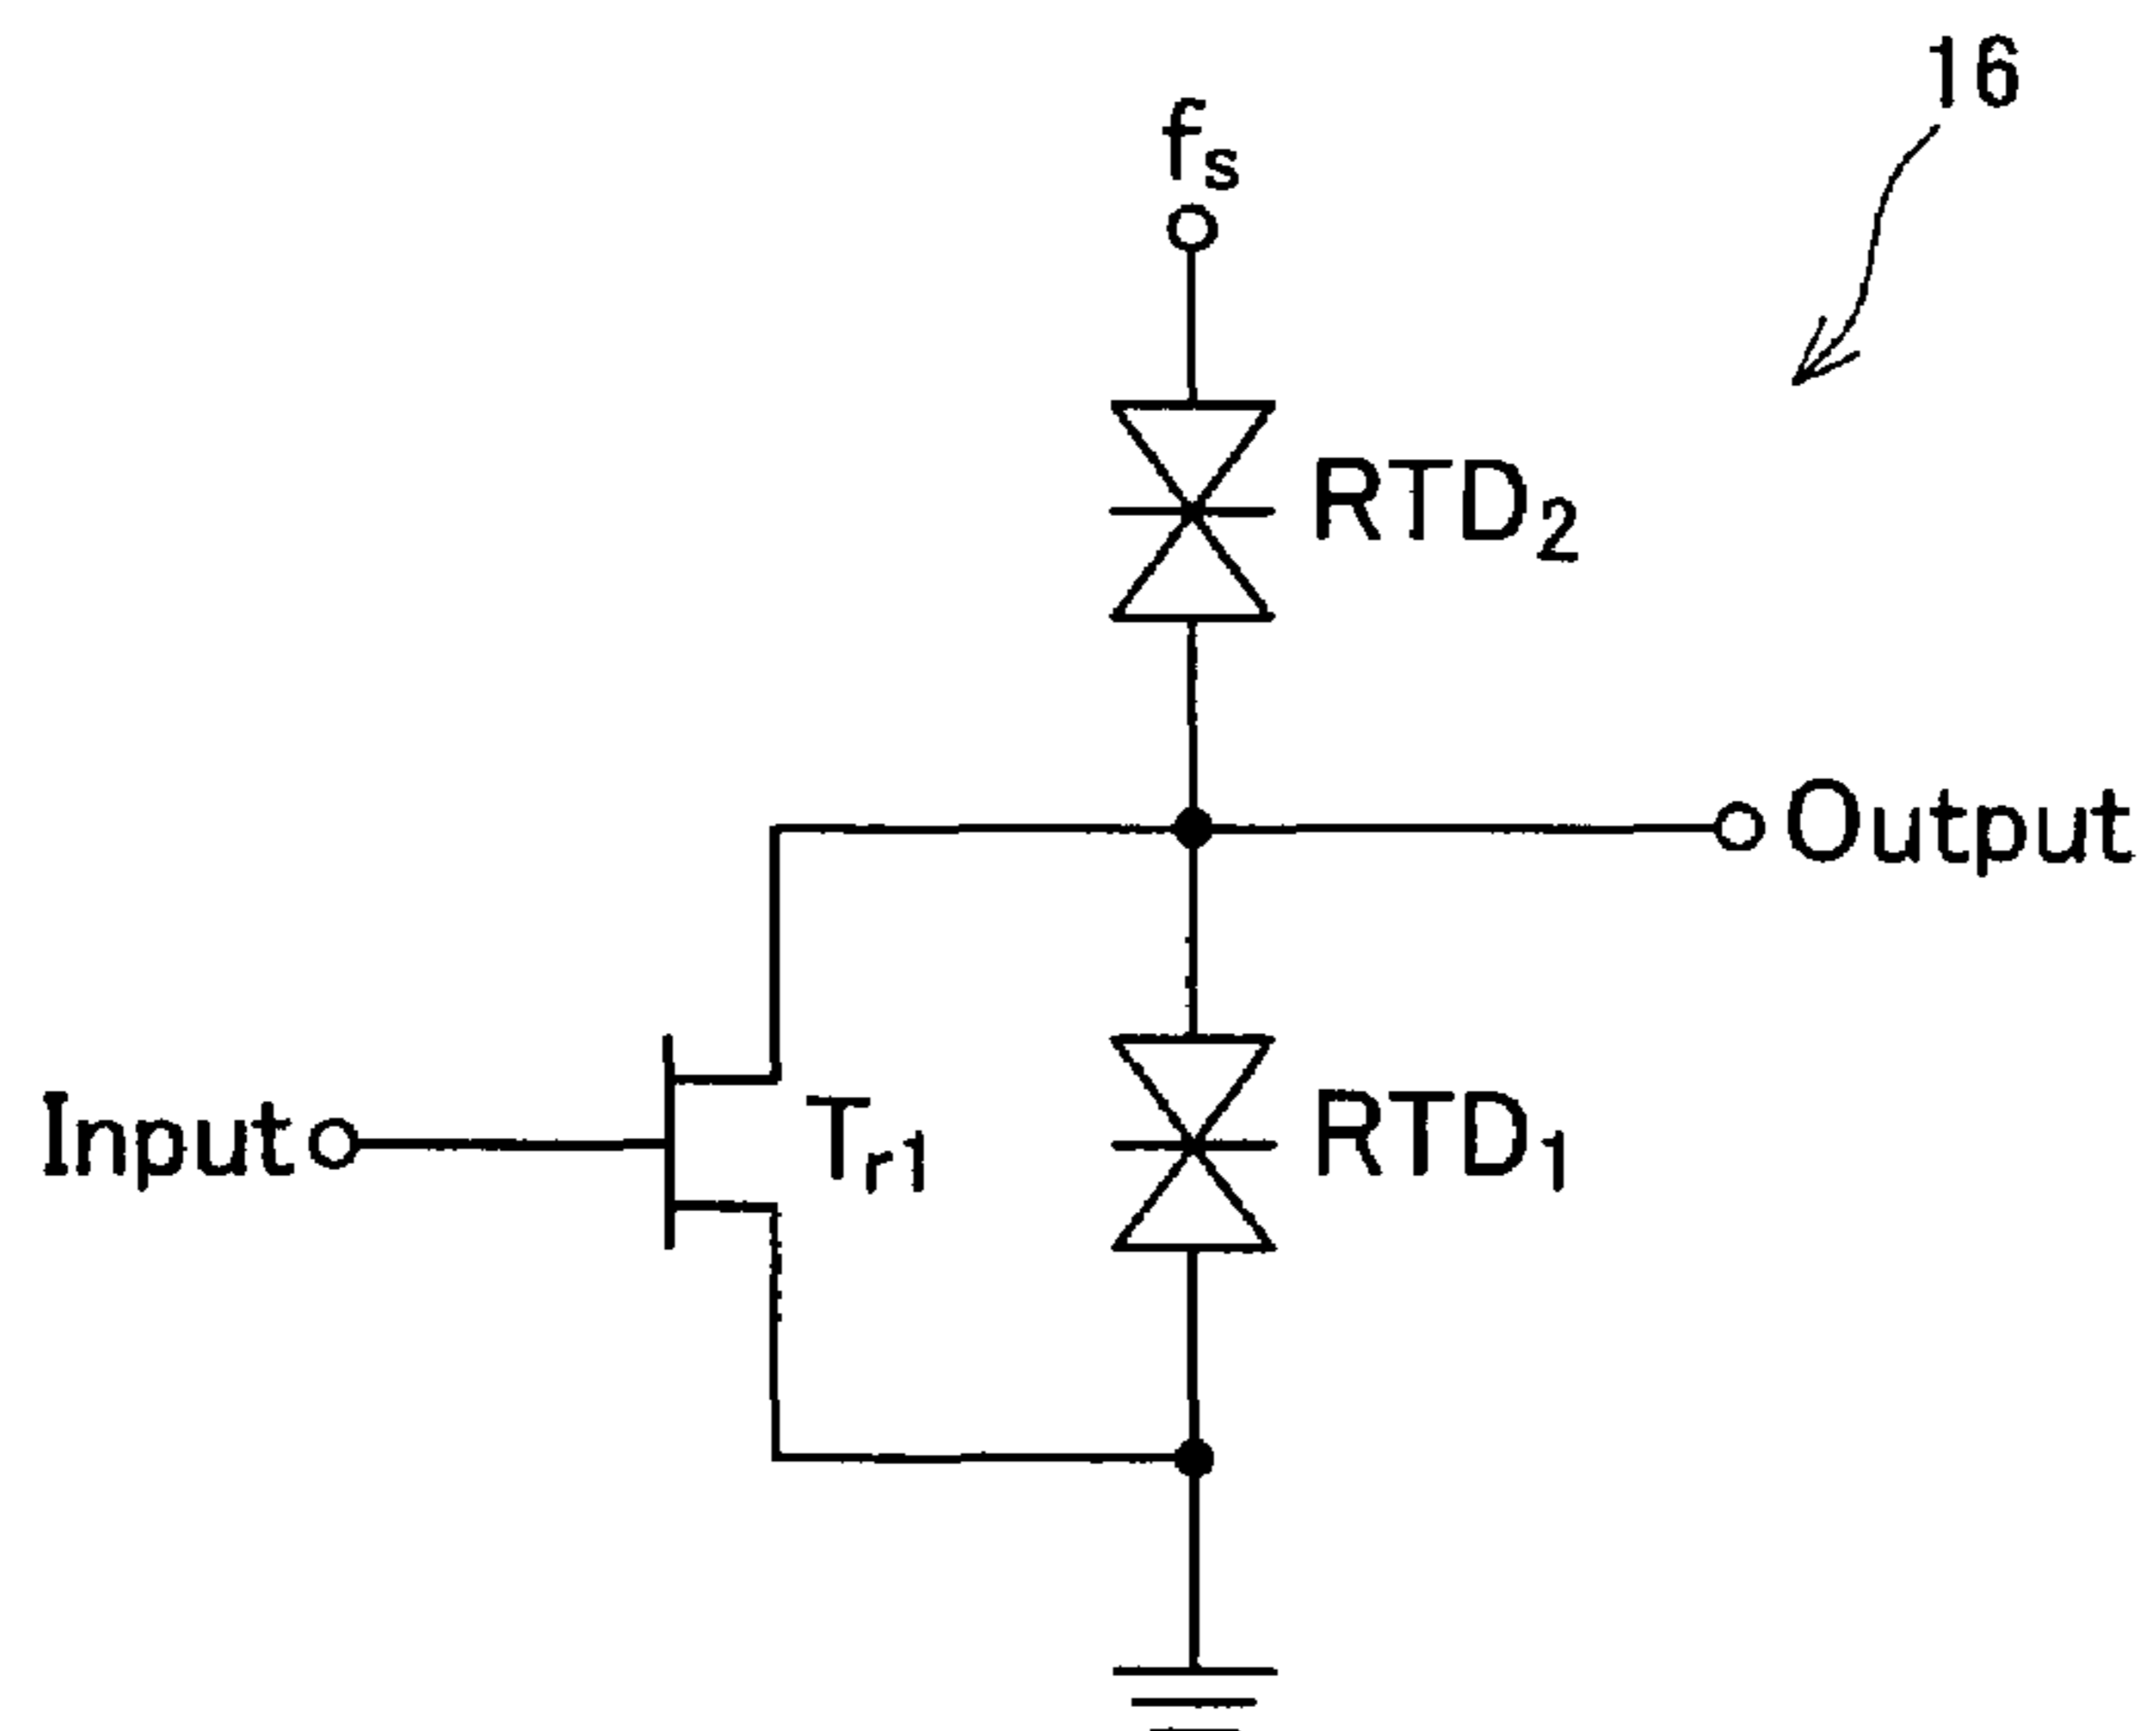 16
fs
RTD2
Output
Input
Tr1
RTD1